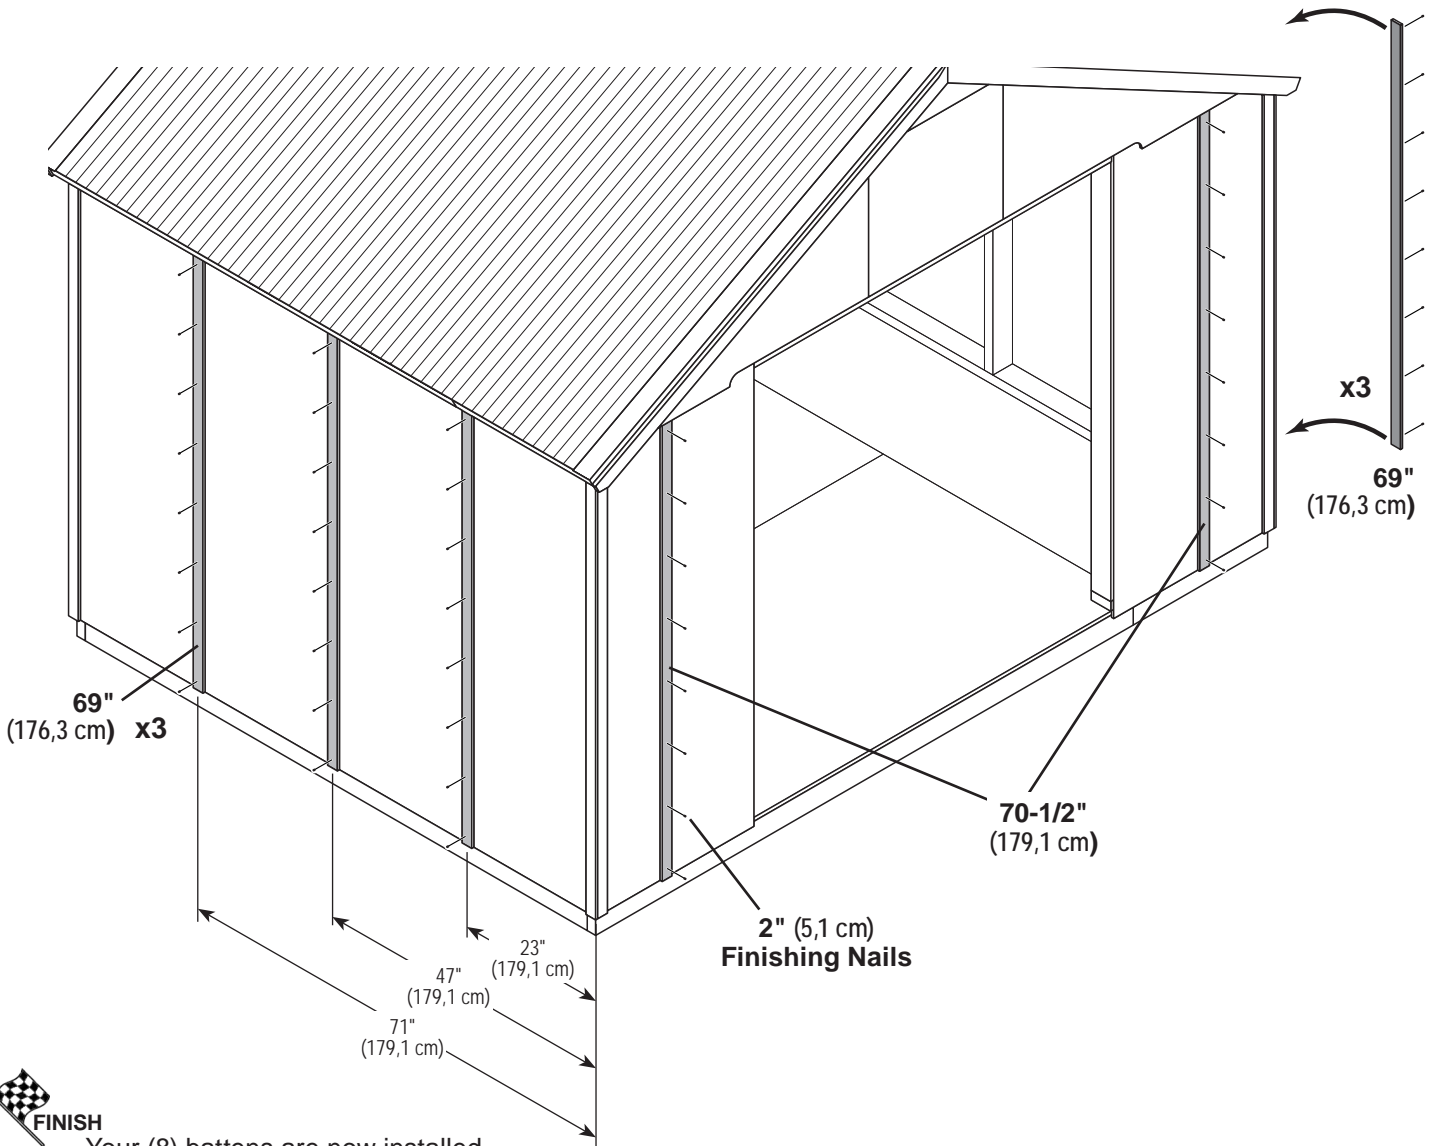 x3
69"
(176,3 cm)
69"
(176,3 cm) x3
70-1/2"
(179,1 cm)
2" (5,1 cm)
Finishing Nails
23"
(179,1 cm)
47"
(179,1 cm)
71"
(179,1 cm)
FINISH
Your (8) battens are now installed